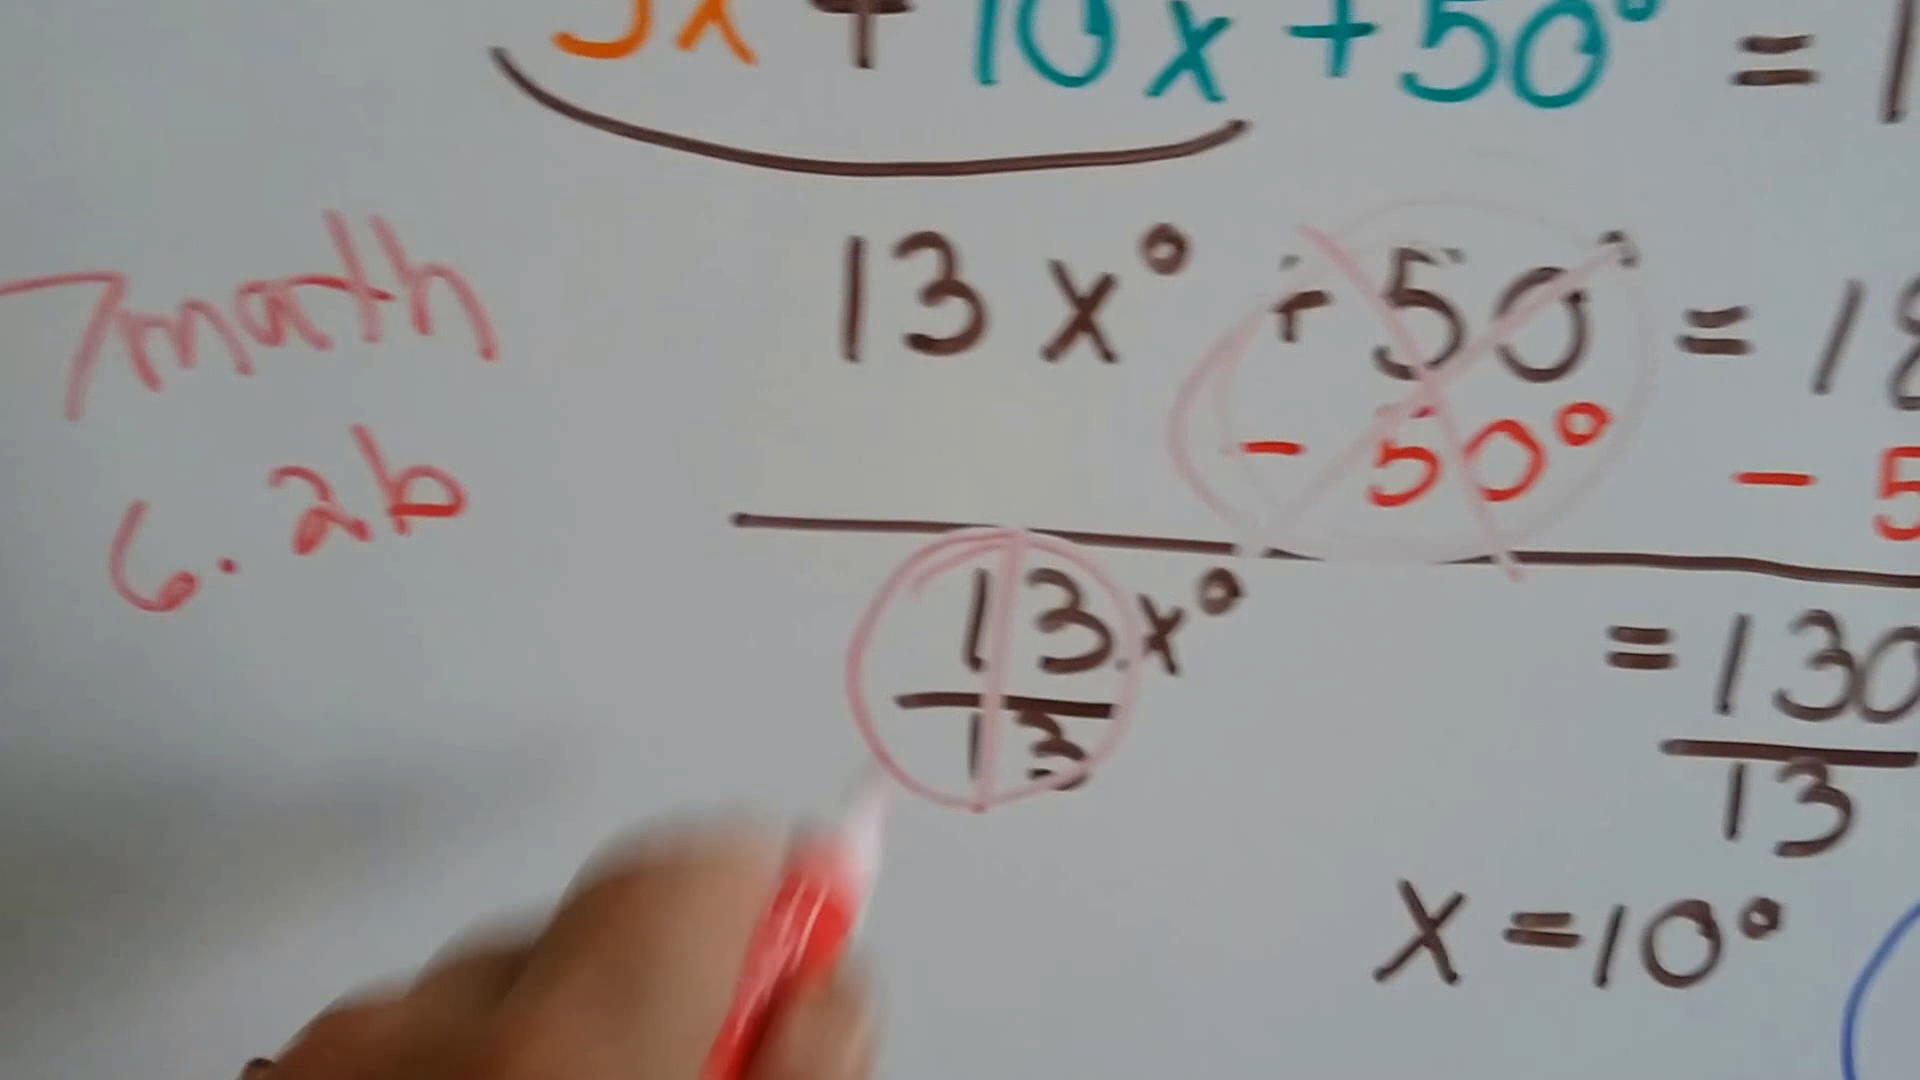 3x + 10x + 50° = 1
13x° + 50° = 18
- 50° - 5
13x° = 130
13 13
x = 10°
7math
6.2b